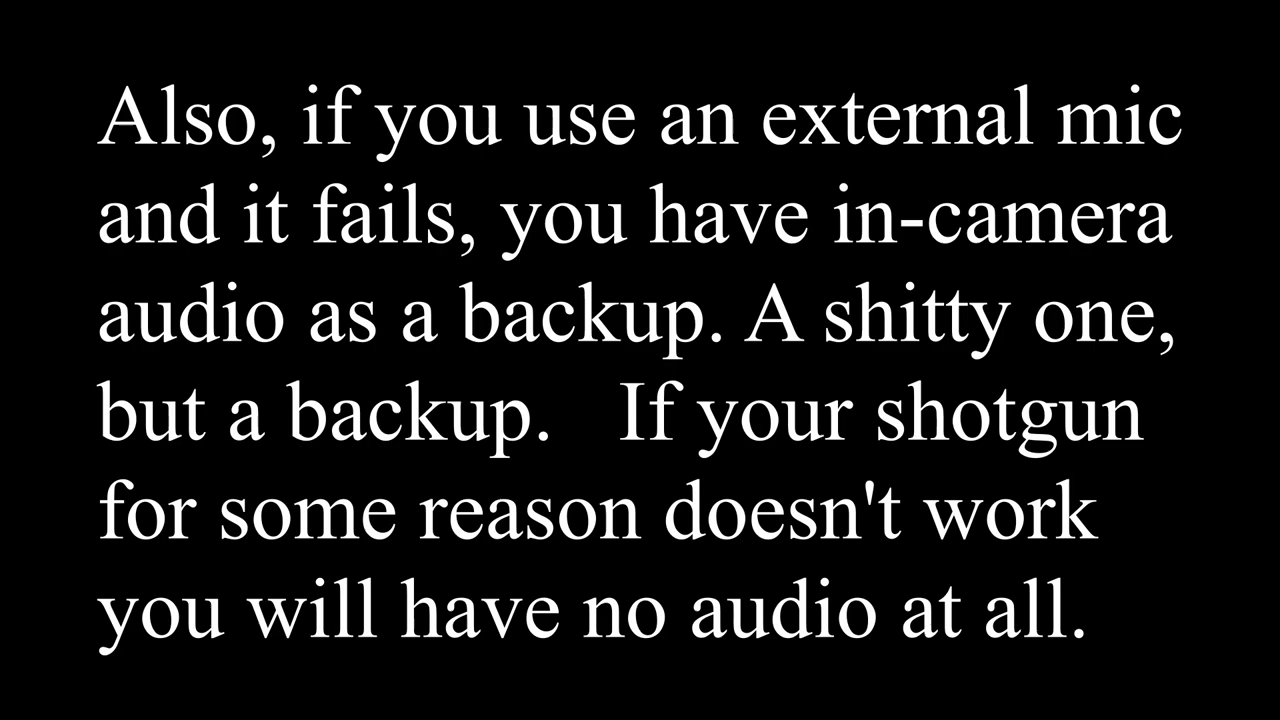 Also, if you use an external mic
and it fails, you have in-camera
audio as a backup. A shitty one,
but a backup.   If your shotgun
for some reason doesn't work
you will have no audio at all.